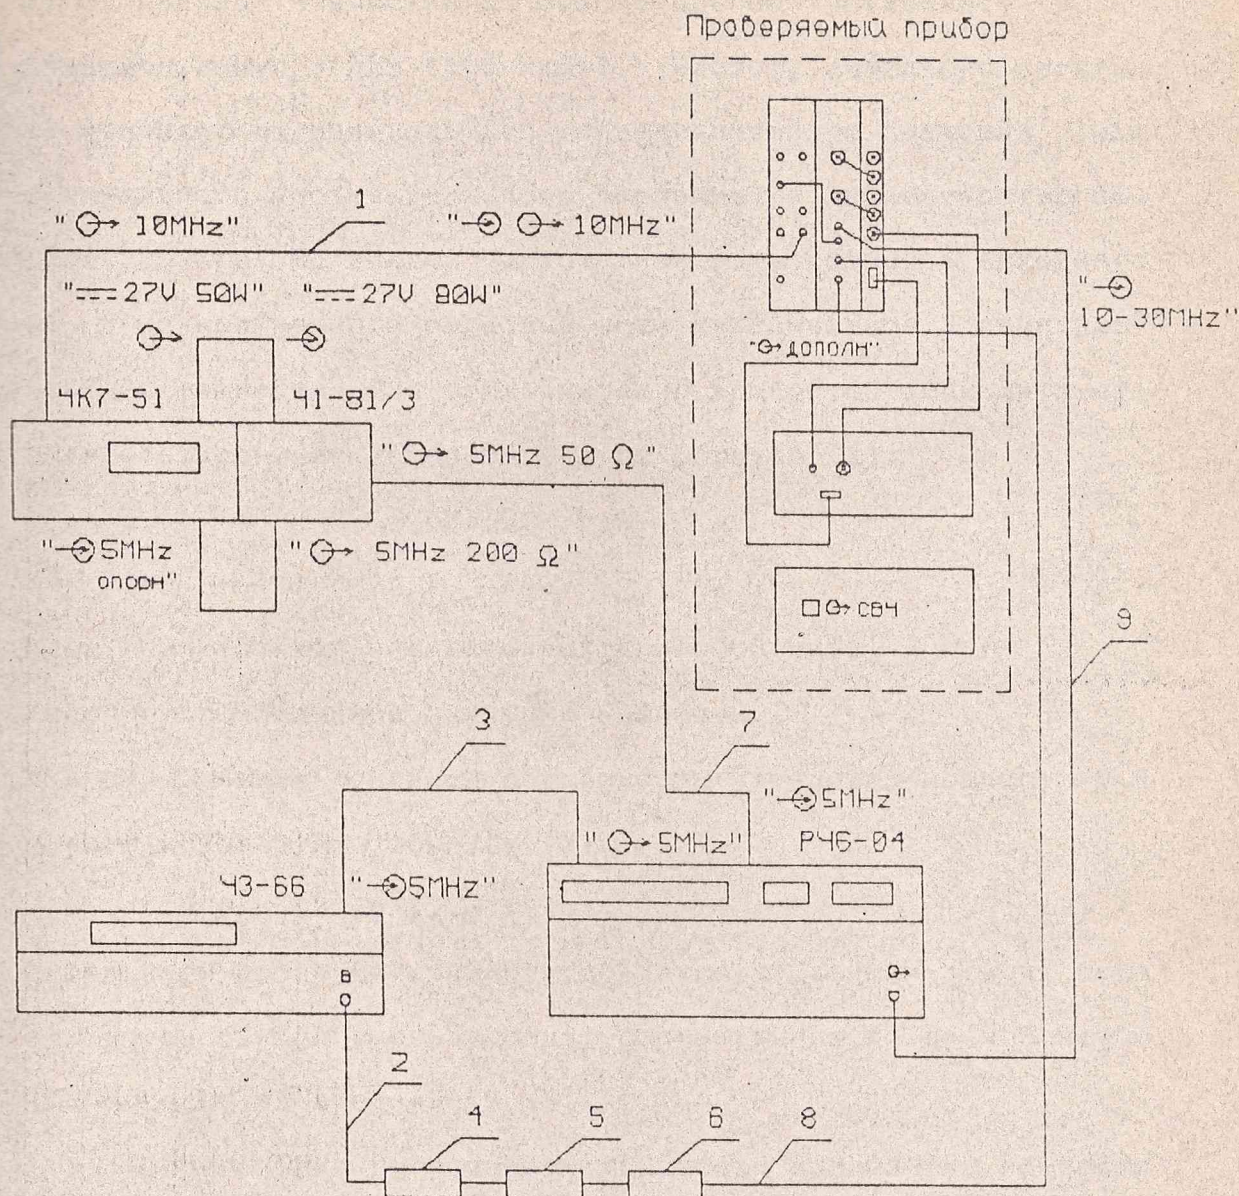 Проверяемый прибор
1
"⊖→ 10MHz"
"→⊙ ⊖→ 10MHz"
"⎓27V 50W"
"⎓27V 80W"
"→⊖
10-30MHz"
"⊖→ДОПОЛН"
ЧК7-51
Ч1-81/3
"⊖→ 5MHz 50 Ω"
"→⊙5MHz
опорн"
"⊖→ 5MHz 200 Ω"
⊖→ СВЧ
9
3
7
"→⊙5MHz"
"⊖→5MHz"
РЧ6-04
Ч3-66
"→⊙5MHz"
В
2
4
5
6
8